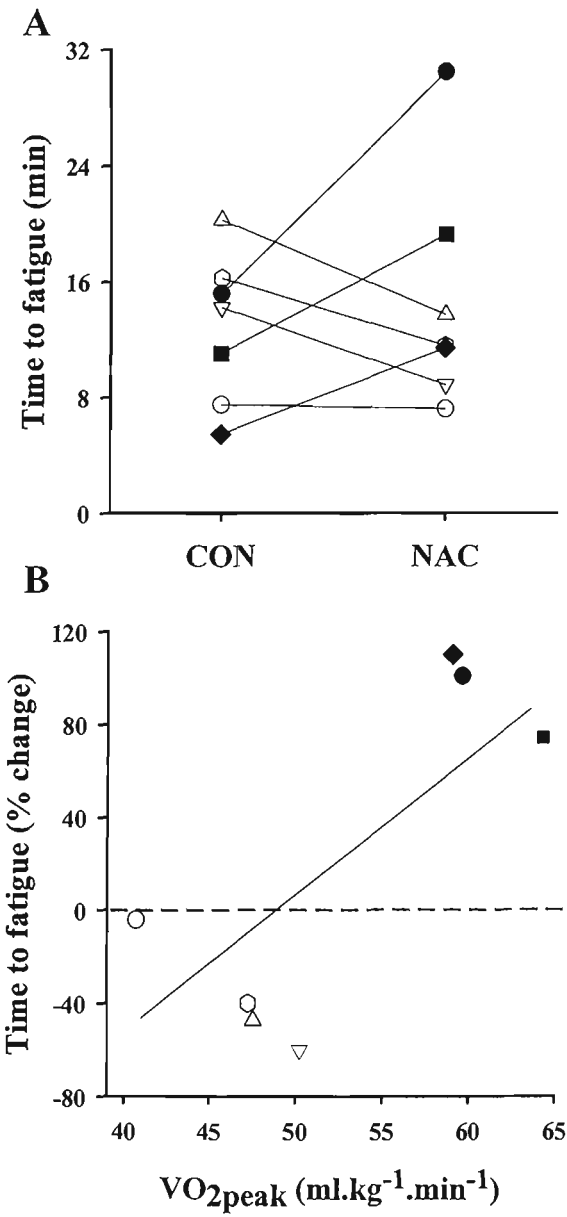 A
Time to fatigue (min)
32
24
16
8
0
CON
NAC
B
Time to fatigue (% change)
120
80
40
0
-40
-80
40
45
50
55
60
65
VO2peak (ml.kg-1.min-1)